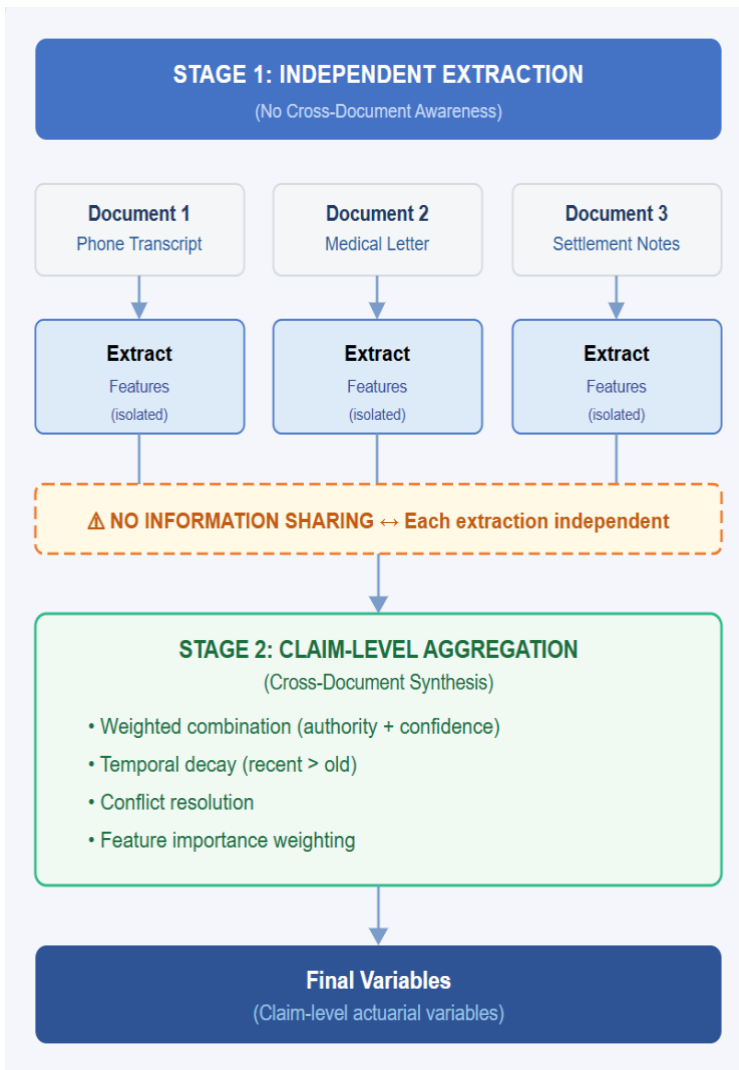 STAGE 1: INDEPENDENT EXTRACTION
(No Cross-Document Awareness)
Document 1
Phone Transcript
Document 2
Medical Letter
Document 3
Settlement Notes
Extract
Features
(isolated)
Extract
Features
(isolated)
Extract
Features
(isolated)
⚠ NO INFORMATION SHARING ↔ Each extraction independent
STAGE 2: CLAIM-LEVEL AGGREGATION
(Cross-Document Synthesis)
• Weighted combination (authority + confidence)
• Temporal decay (recent > old)
• Conflict resolution
• Feature importance weighting
Final Variables
(Claim-level actuarial variables)